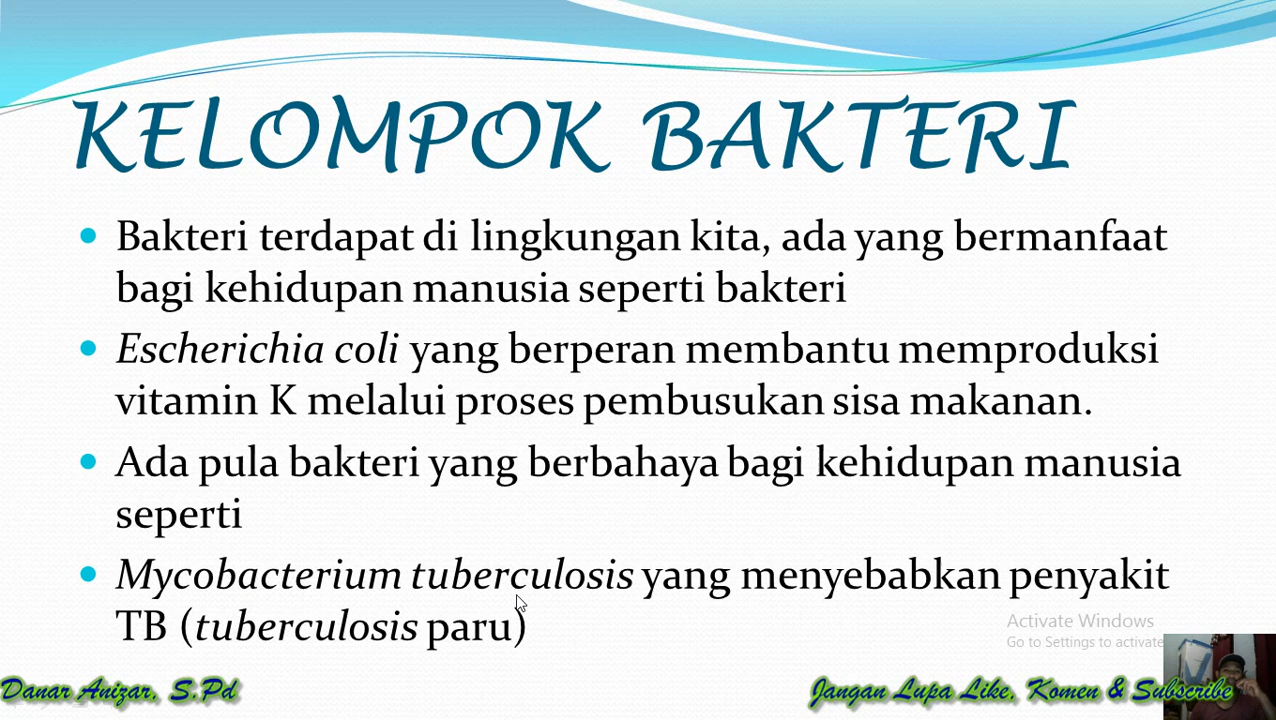 KELOMPOK BAKTERI
Bakteri terdapat di lingkungan kita, ada yang bermanfaat
bagi kehidupan manusia seperti bakteri
Escherichia coli yang berperan membantu memproduksi
vitamin K melalui proses pembusukan sisa makanan.
Ada pula bakteri yang berbahaya bagi kehidupan manusia
seperti
Mycobacterium tuberculosis yang menyebabkan penyakit
TB (tuberculosis paru)
Activate Windows
Go to Settings to activate
Danar Anizar, S.Pd
Jangan Lupa Like, Komen & Subscribe